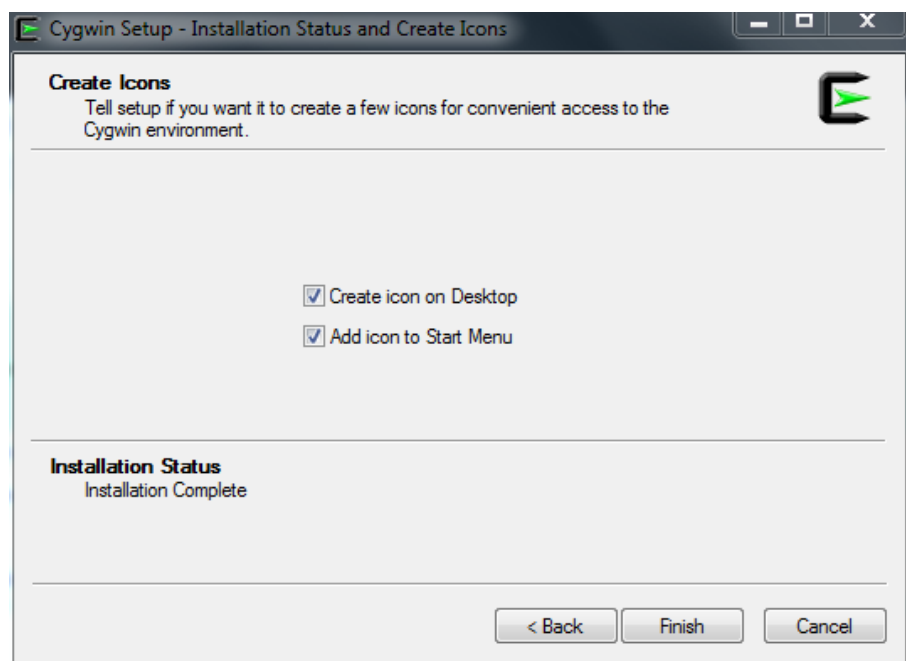 Cygwin Setup - Installation Status and Create Icons
Create Icons
Tell setup if you want it to create a few icons for convenient access to the
Cygwin environment.
Create icon on Desktop
Add icon to Start Menu
Installation Status
Installation Complete
< Back Finish Cancel